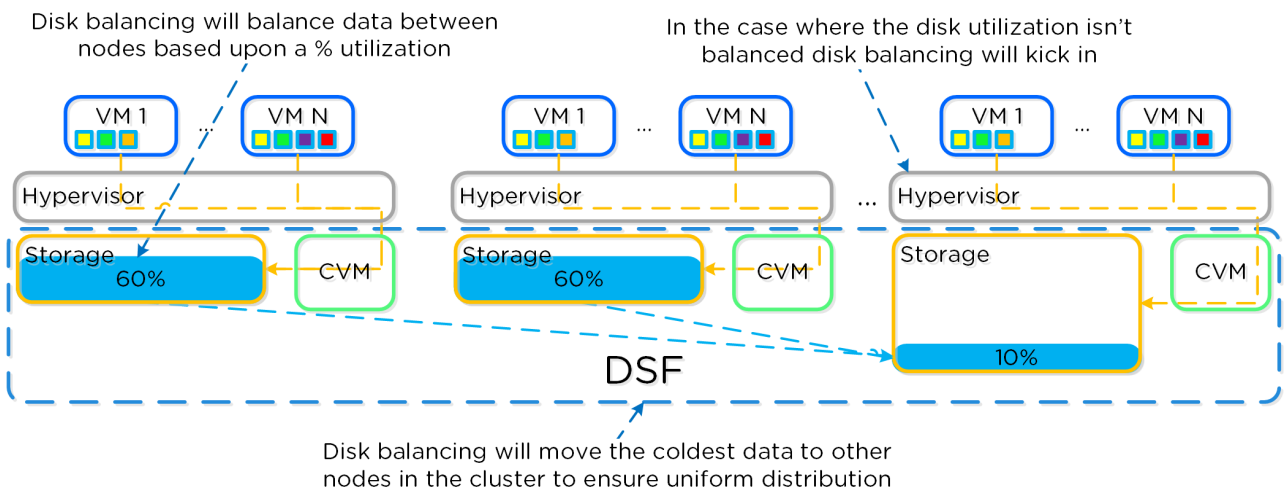 Disk balancing will balance data between
nodes based upon a % utilization
In the case where the disk utilization isn't
balanced disk balancing will kick in
VM 1
...
VM N
VM 1
...
VM N
VM 1
...
VM N
Hypervisor
Hypervisor
...
Hypervisor
Storage
60%
CVM
Storage
60%
CVM
Storage
10%
CVM
DSF
Disk balancing will move the coldest data to other
nodes in the cluster to ensure uniform distribution